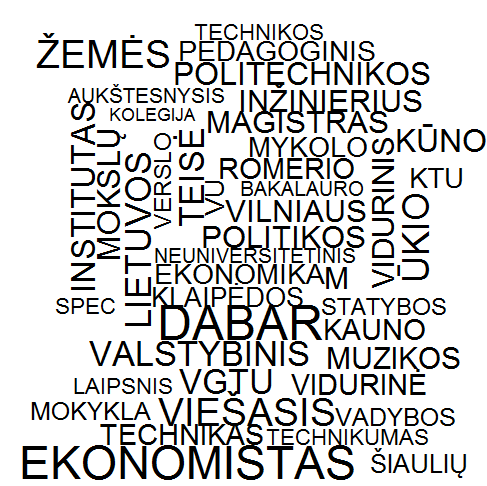 TECHNIKOS
ŽEMĖS PEDAGOGINIS
POLITECHNIKOS
AUKŠTESNYSIS INŽINIERIUS
KOLEGIJA MAGISTRAS
INSTITUTAS
MOKSLŲ
LIETUVOS
VERSLO
TEISĖ
VU
MYKOLO
KŪNO
ROMERIO
KTU
BAKALAURO
VILNIAUS
VIDURINIS
ŪKIO
POLITIKOS
NEUNIVERSITETINIS
EKONOMIKA
M
KLAIPĖDOS
SPEC
STATYBOS
DABAR
KAUNO
VALSTYBINIS
MUZIKOS
LAIPSNIS VGTU VIDURINĖ
MOKYKLA VIEŠASIS VADYBOS
TECHNIKAS TECHNIKUMAS
EKONOMISTAS ŠIAULIŲ